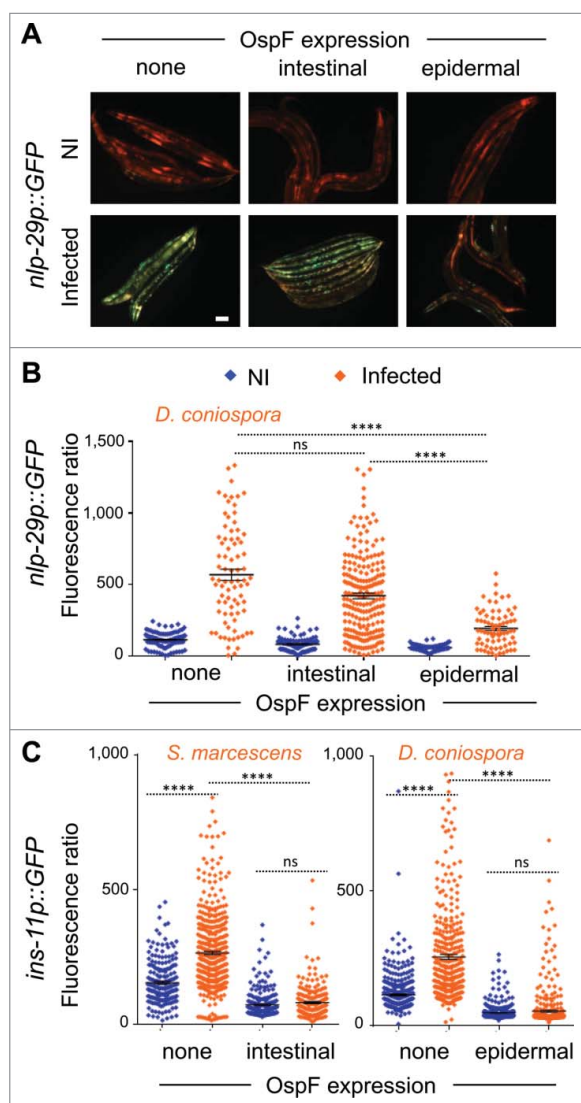 A
OspF expression
none intestinal epidermal
nlp-29p::GFP
NI
Infected
B
NI Infected
D. coniospora
****
ns ****
nlp-29p::GFP
Fluorescence ratio
1,500
1,000
500
0
none intestinal epidermal
OspF expression
C
S. marcescens D. coniospora
1,000 1,000
**** **** **** ****
ns ns
ins-11p::GFP
Fluorescence ratio
500 500
0 0
none intestinal none epidermal
OspF expression